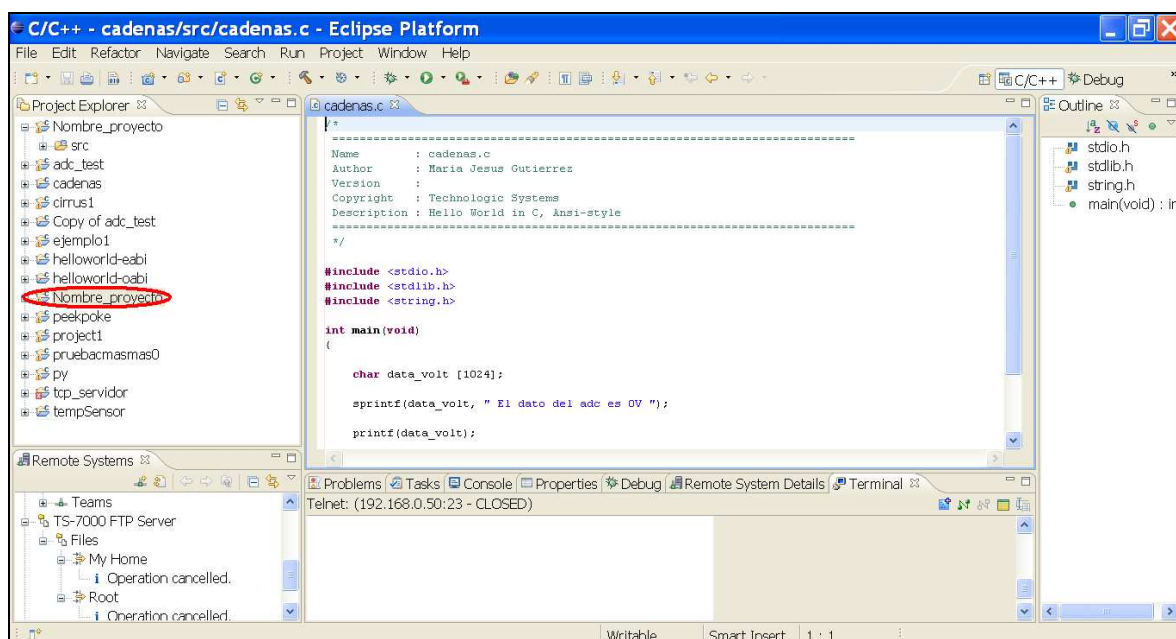 C/C++ - cadenas/src/cadenas.c - Eclipse Platform
File Edit Refactor Navigate Search Run Project Window Help
C/C++ Debug
Project Explorer
Nombre_proyecto
src
adc_test
cadenas
cirrus1
Copy of adc_test
ejemplo1
helloworld-eabi
helloworld-oabi
Nombre_proyecto
peekpoke
project1
pruebacmasmas0
py
tcp_servidor
tempSensor
cadenas.c
/*
============================================================================
Name : cadenas.c
Author : Maria Jesus Gutierrez
Version :
Copyright : Technologic Systems
Description : Hello World in C, Ansi-style
============================================================================
*/
#include <stdio.h>
#include <stdlib.h>
#include <string.h>
int main(void)
{
char data_volt [1024];
sprintf(data_volt, " El dato del adc es 0V ");
printf(data_volt);
Outline
stdio.h
stdlib.h
string.h
main(void) : in
Remote Systems
Teams
TS-7000 FTP Server
Files
My Home
Operation cancelled.
Root
Operation cancelled.
Problems Tasks Console Properties Debug Remote System Details Terminal
Telnet: (192.168.0.50:23 - CLOSED)
Writable Smart Insert 1 : 1